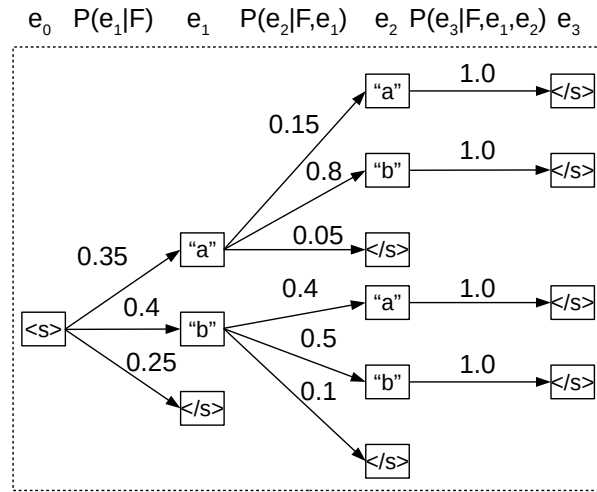 e₀ P(e₁|F) e₁ P(e₂|F,e₁) e₂ P(e₃|F,e₁,e₂) e₃
"a" 1.0 </s>
0.15
0.8 "b" 1.0 </s>
0.35 "a" 0.05 </s>
0.4 "a" 1.0 </s>
<s> 0.4 "b"
0.5
0.25 "b" 1.0 </s>
0.1
</s>
</s>